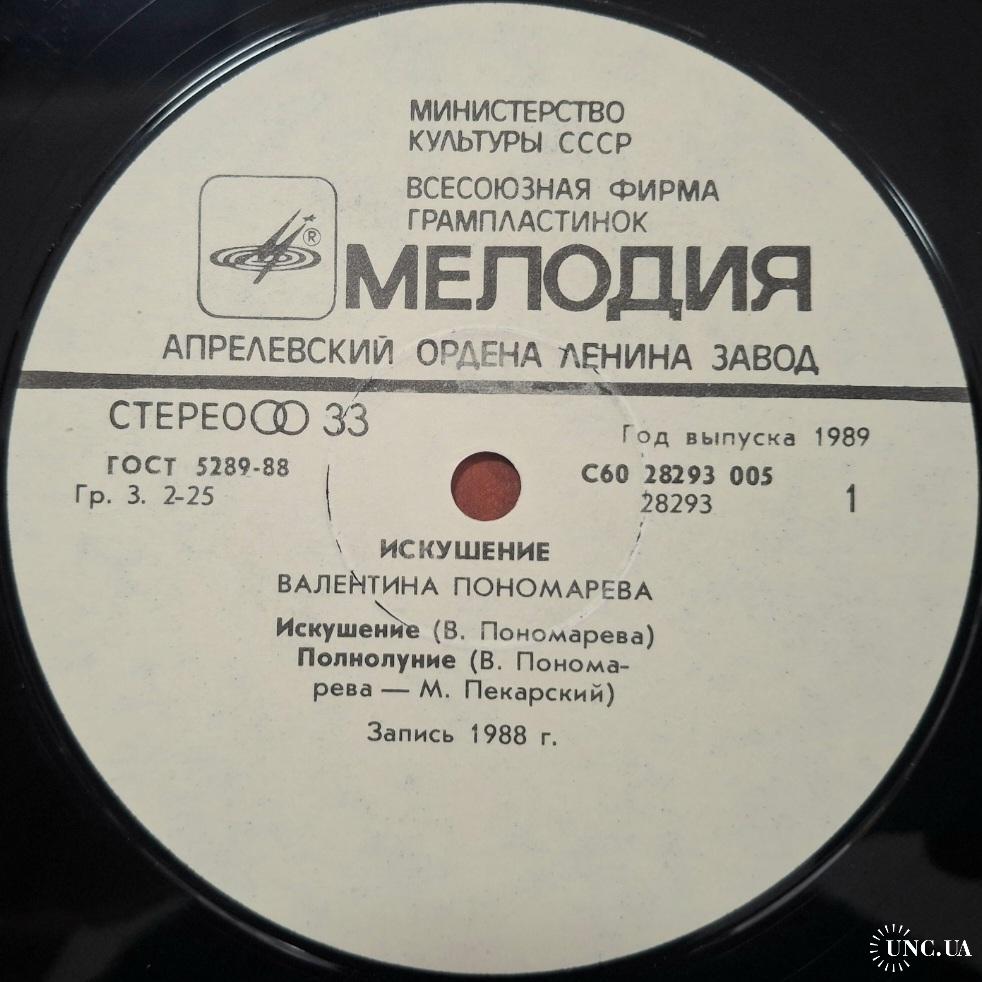 МИНИСТЕРСТВО
КУЛЬТУРЫ СССР
ВСЕСОЮЗНАЯ ФИРМА
ГРАМПЛАСТИНОК
®
МЕЛОДИЯ
АПРЕЛЕВСКИЙ ОРДЕНА ЛЕНИНА ЗАВОД
СТЕРЕО 33
Год выпуска 1989
ГОСТ 5289-88
С60 28293 005
Гр. 3. 2-25
28293
1
ИСКУШЕНИЕ
ВАЛЕНТИНА ПОНОМАРЕВА
Искушение (В. Пономарева)
Полнолуние (В. Понома-
рева — М. Пекарский)
Запись 1988 г.
UNC.UA